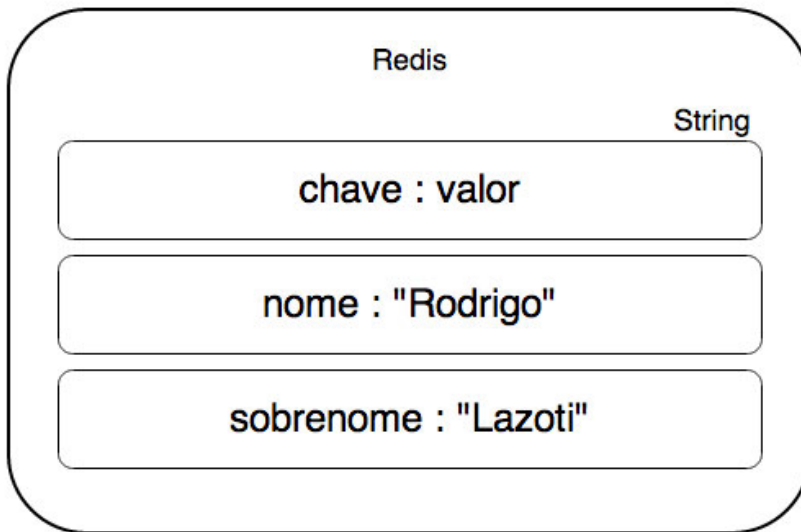 Redis
String
chave : valor
nome : "Rodrigo"
sobrenome : "Lazoti"